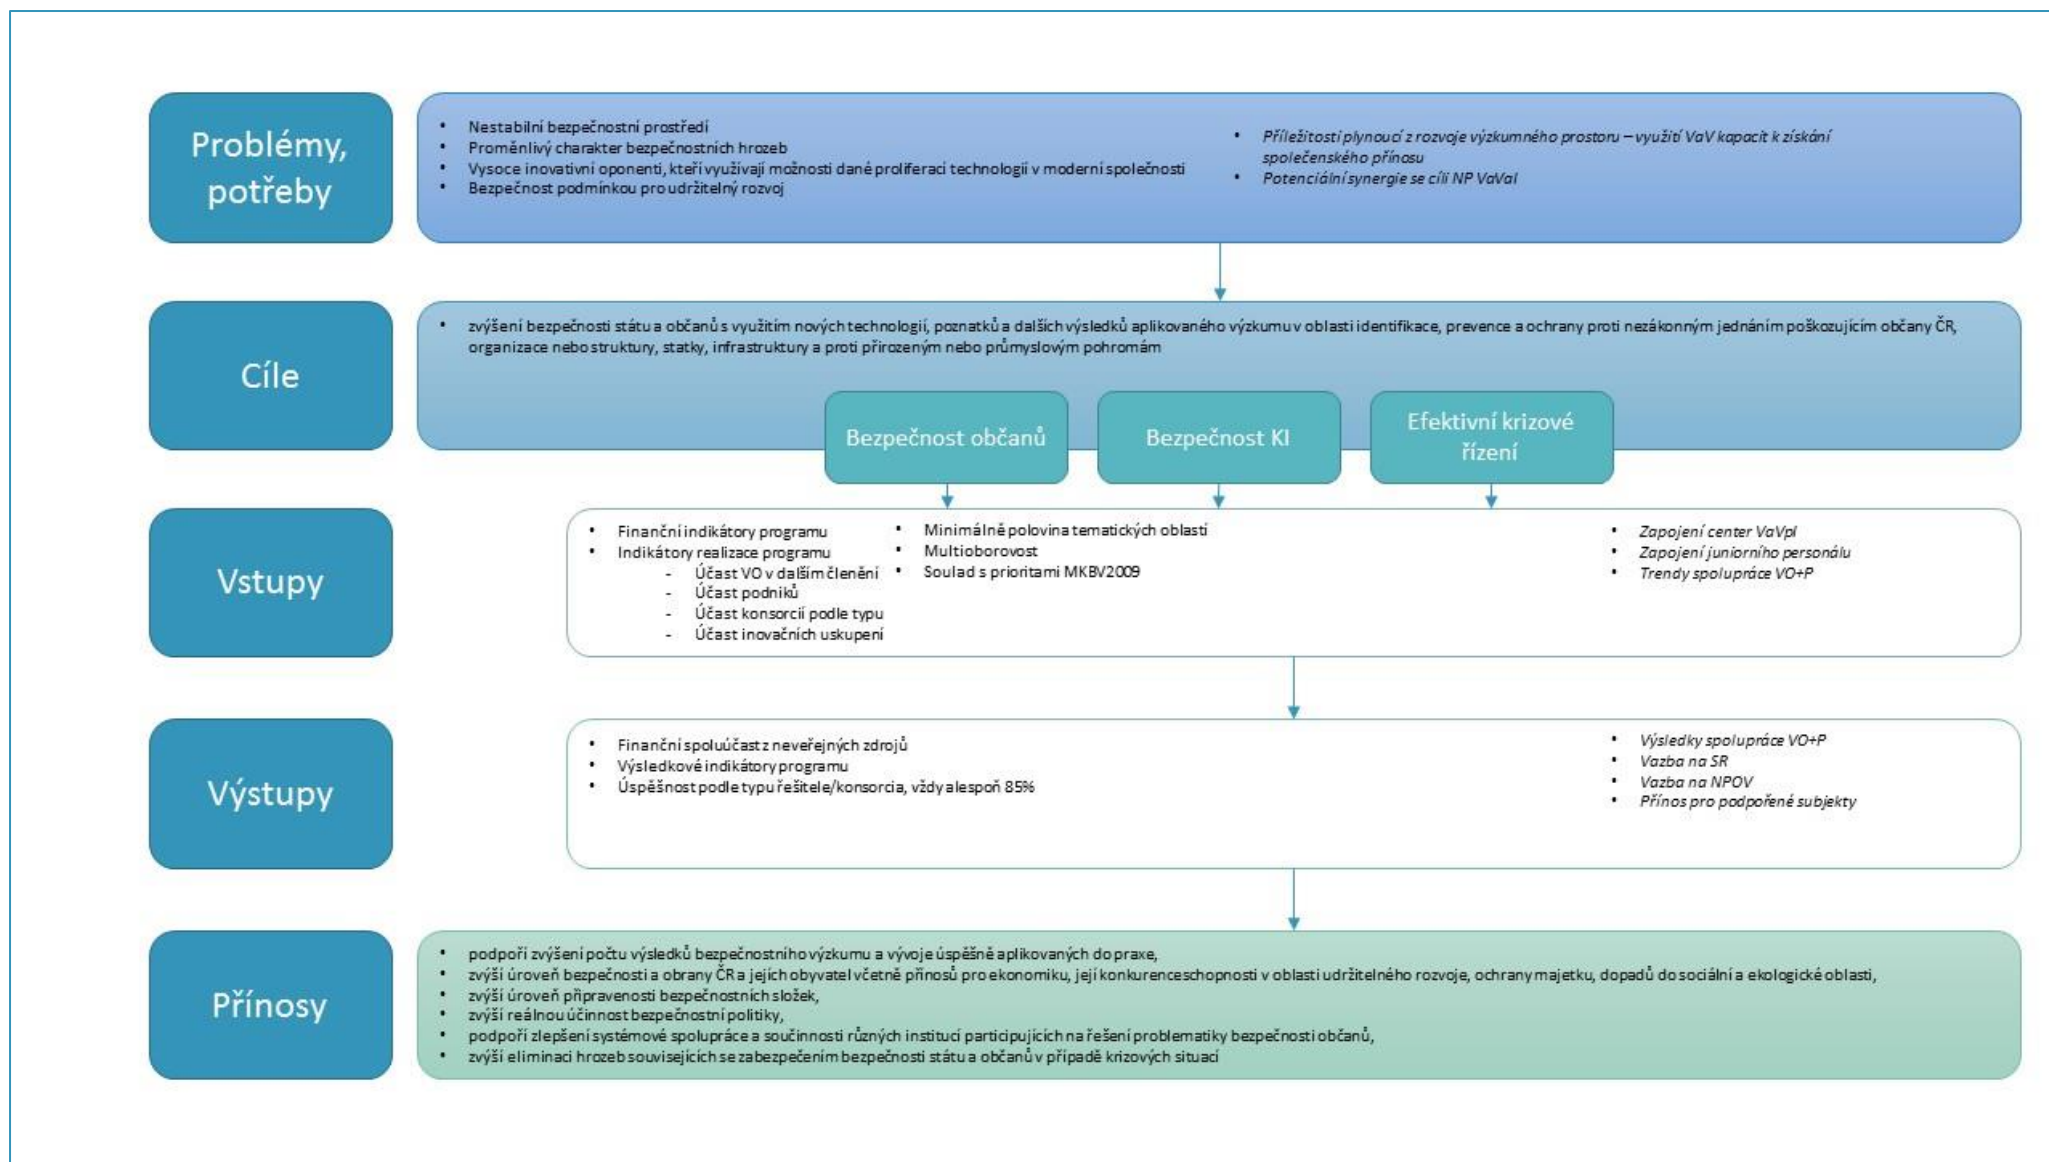 Problémy,
potřeby
• Nestabilní bezpečnostní prostředí
• Proměnlivý charakter bezpečnostních hrozeb
• Vysoce inovativní oponenti, kteří využívají možnosti dané proliferací technologií v moderní společnosti
• Bezpečnost podmínkou pro udržitelný rozvoj
• Příležitosti plynoucí z rozvoje výzkumného prostoru – využití VaV kapacit k získání
společenského přínosu
• Potenciální synergie se cíli NP VaVaI
Cíle
• zvýšení bezpečnosti státu a občanů s využitím nových technologií, poznatků a dalších výsledků aplikovaného výzkumu v oblasti identifikace, prevence a ochrany proti nezákonným jednáním poškozujícím občany ČR,
organizace nebo struktury, statky, infrastruktury a proti přirozeným nebo průmyslovým pohromám
Bezpečnost občanů
Bezpečnost KI
Efektivní krizové
řízení
Vstupy
• Finanční indikátory programu
• Indikátory realizace programu
- Účast VO v dalším členění
- Účast podniků
- Účast konsorcií podle typu
- Účast inovačních uskupení
• Minimálně polovina tematických oblastí
• Multioborovost
• Soulad s prioritami MKBV2009
• Zapojení center VaVpI
• Zapojení juniorního personálu
• Trendy spolupráce VO+P
Výstupy
• Finanční spoluúčast z neveřejných zdrojů
• Výsledkové indikátory programu
• Úspěšnost podle typu řešitele/konsorcia, vždy alespoň 85%
• Výsledky spolupráce VO+P
• Vazba na SR
• Vazba na NPOV
• Přínos pro podpořené subjekty
Přínosy
• podpoří zvýšení počtu výsledků bezpečnostního výzkumu a vývoje úspěšně aplikovaných do praxe,
• zvýší úroveň bezpečnosti a obrany ČR a jejích obyvatel včetně přínosů pro ekonomiku, její konkurenceschopnosti v oblasti udržitelného rozvoje, ochrany majetku, dopadů do sociální a ekologické oblasti,
• zvýší úroveň připravenosti bezpečnostních složek,
• zvýší reálnou účinnost bezpečnostní politiky,
• podpoří zlepšení systémové spolupráce a součinnosti různých institucí participujících na řešení problematiky bezpečnosti občanů,
• zvýší eliminaci hrozeb souvisejících se zabezpečením bezpečnosti státu a občanů v případě krizových situací